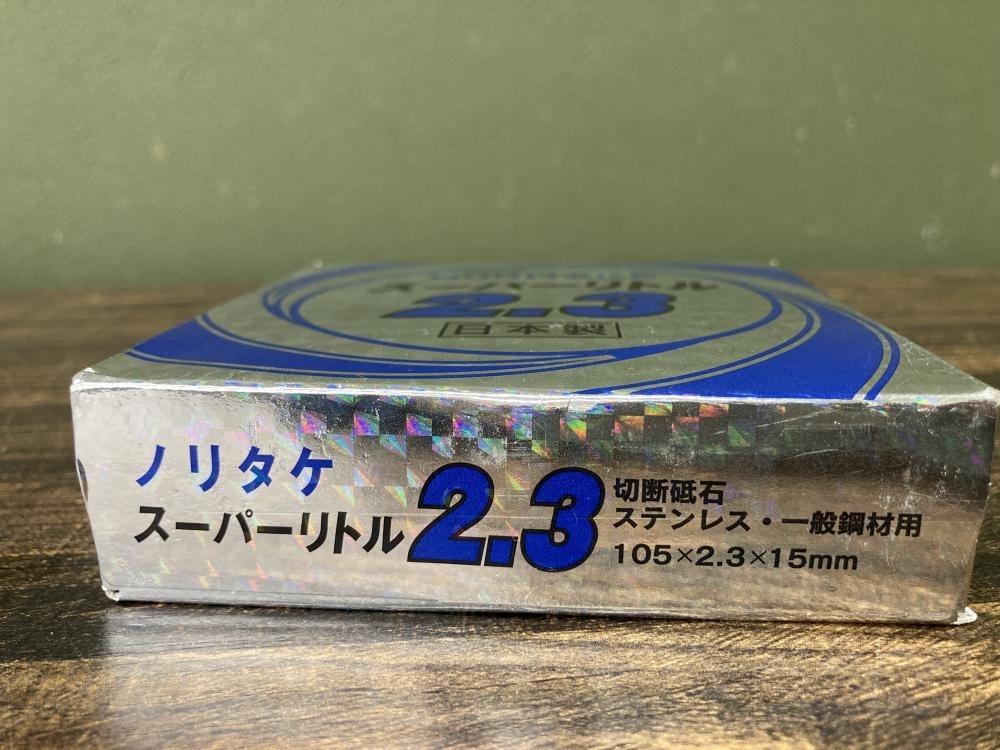 スーパーリトル
2.3
日本製
ノリタケ
スーパーリトル2.3
切断砥石
ステンレス・一般鋼材用
105×2.3×15mm